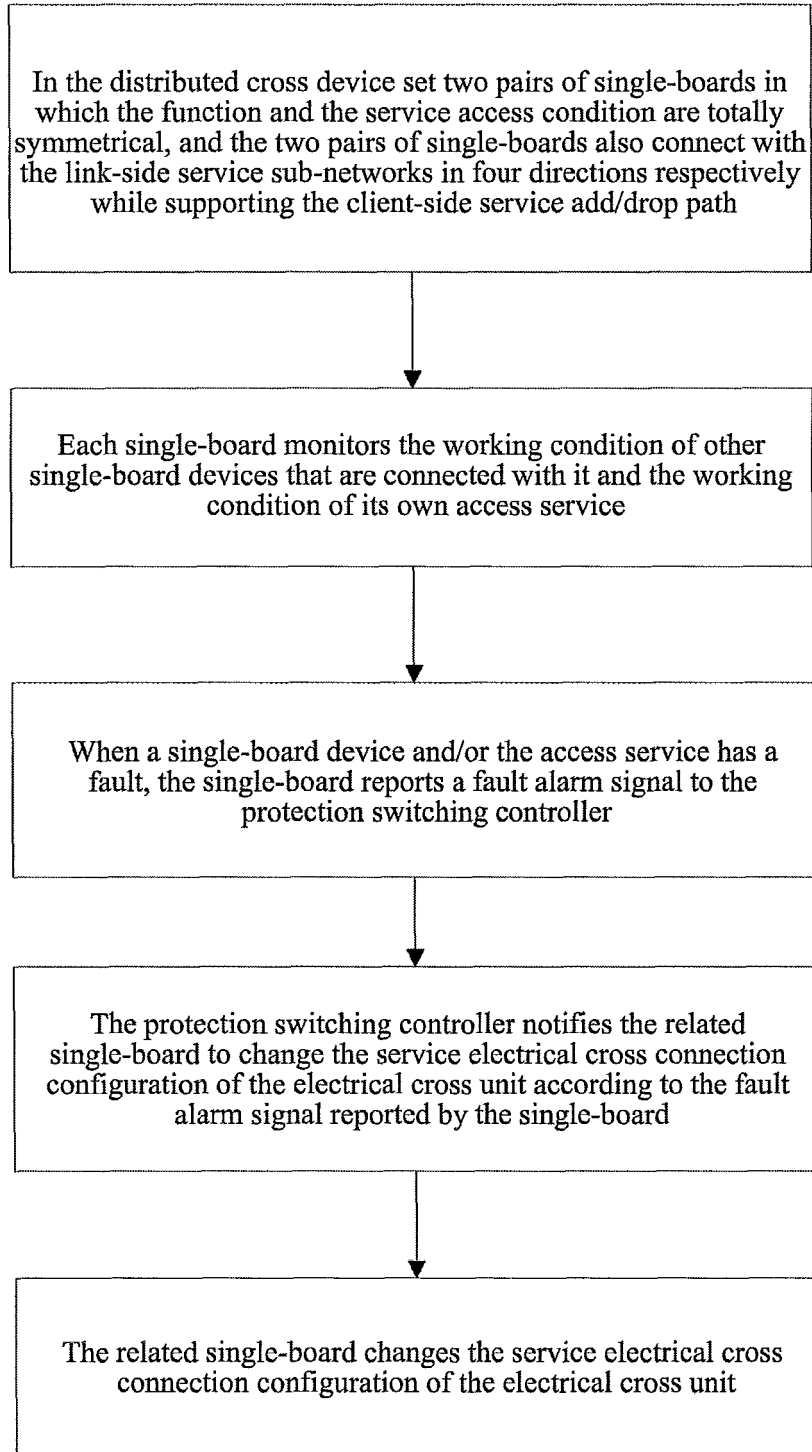 In the distributed cross device set two pairs of single-boards in
which the function and the service access condition are totally
symmetrical, and the two pairs of single-boards also connect with
the link-side service sub-networks in four directions respectively
while supporting the client-side service add/drop path
Each single-board monitors the working condition of other
single-board devices that are connected with it and the working
condition of its own access service
When a single-board device and/or the access service has a
fault, the single-board reports a fault alarm signal to the
protection switching controller
The protection switching controller notifies the related
single-board to change the service electrical cross connection
configuration of the electrical cross unit according to the fault
alarm signal reported by the single-board
The related single-board changes the service electrical cross
connection configuration of the electrical cross unit